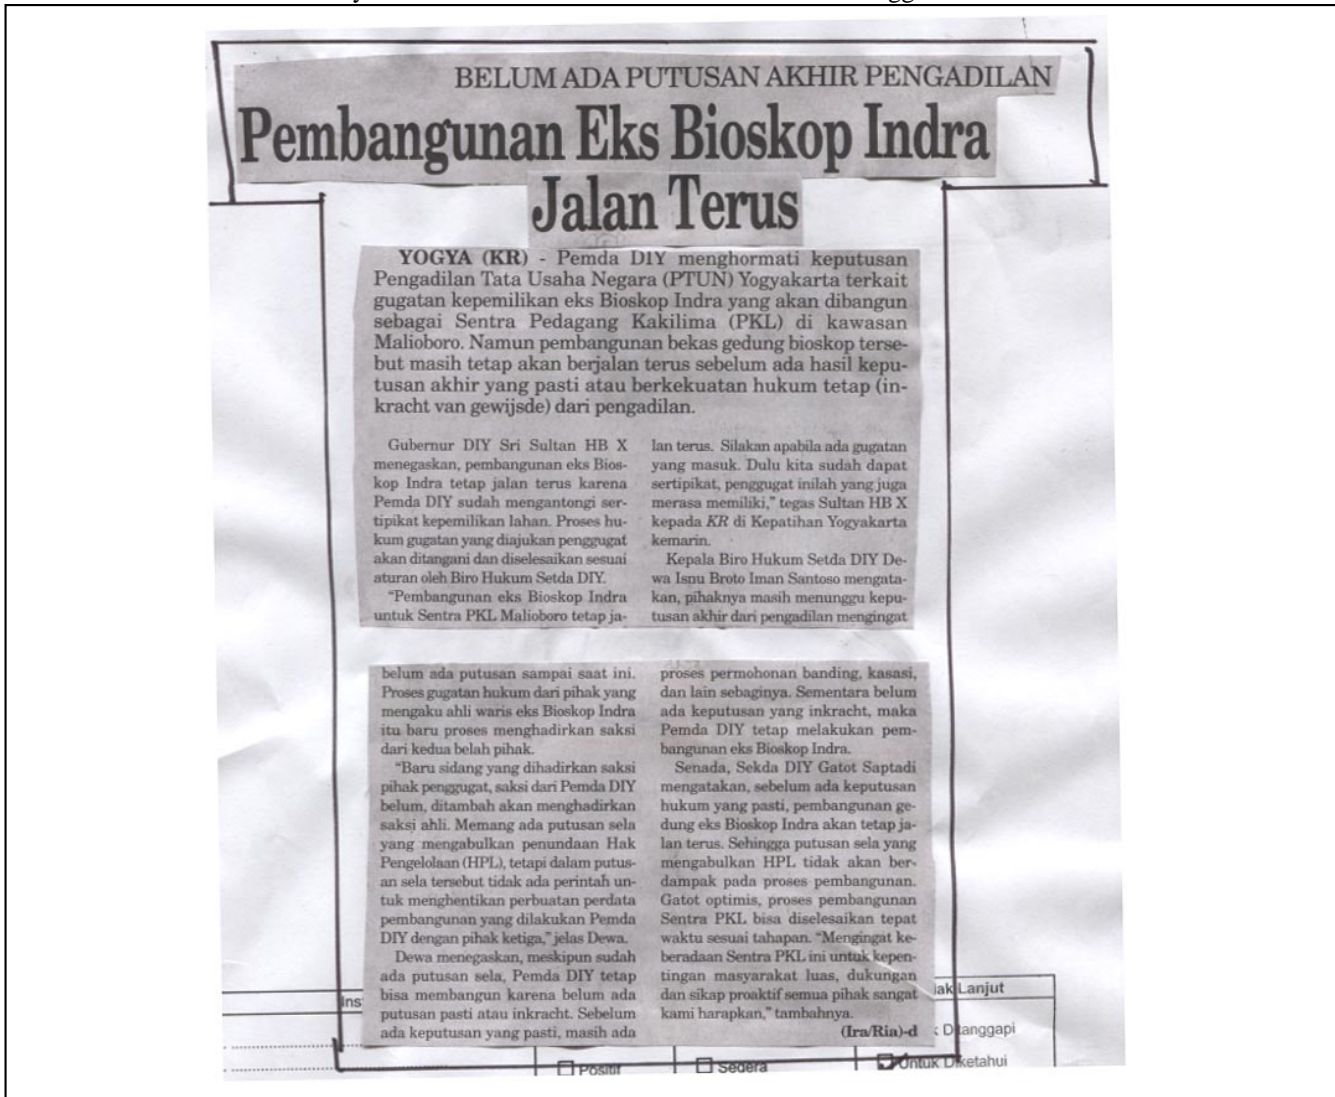 BELUM ADA PUTUSAN AKHIR PENGADILAN
Pembangunan Eks Bioskop Indra
Jalan Terus
YOGYA (KR) - Pemda DIY menghormati keputusan
Pengadilan Tata Usaha Negara (PTUN) Yogyakarta terkait
gugatan kepemilikan eks Bioskop Indra yang akan dibangun
sebagai Sentra Pedagang Kakilima (PKL) di kawasan
Malioboro. Namun pembangunan bekas gedung bioskop terse-
but masih tetap akan berjalan terus sebelum ada hasil kepu-
tusan akhir yang pasti atau berkekuatan hukum tetap (in-
kracht van gewijsde) dari pengadilan.
Gubernur DIY Sri Sultan HB X
menegaskan, pembangunan eks Bios-
kop Indra tetap jalan terus karena
Pemda DIY sudah mengantongi ser-
tipikat kepemilikan lahan. Proses hu-
kum gugatan yang diajukan penggugat
akan ditangani dan diselesaikan sesuai
aturan oleh Biro Hukum Setda DIY.
"Pembangunan eks Bioskop Indra
untuk Sentra PKL Malioboro tetap ja-
lan terus. Silakan apabila ada gugatan
yang masuk. Dulu kita sudah dapat
sertipikat, penggugat inilah yang juga
merasa memiliki," tegas Sultan HB X
kepada KR di Kepatihan Yogyakarta
kemarin.
Kepala Biro Hukum Setda DIY De-
wa Isnu Broto Iman Santoso mengata-
kan, pihaknya masih menunggu kepu-
tusan akhir dari pengadilan mengingat
belum ada putusan sampai saat ini.
Proses gugatan hukum dari pihak yang
mengaku ahli waris eks Bioskop Indra
itu baru proses menghadirkan saksi
dari kedua belah pihak.
"Baru sidang yang dihadirkan saksi
pihak penggugat, saksi dari Pemda DIY
belum, ditambah akan menghadirkan
saksi ahli. Memang ada putusan sela
yang mengabulkan penundaan Hak
Pengelolaan (HPL), tetapi dalam putus-
an sela tersebut tidak ada perintah un-
tuk menghentikan perbuatan perdata
pembangunan yang dilakukan Pemda
DIY dengan pihak ketiga," jelas Dewa.
Dewa menegaskan, meskipun sudah
ada putusan sela, Pemda DIY tetap
bisa membangun karena belum ada
putusan pasti atau inkracht. Sebelum
ada keputusan yang pasti, masih ada
proses permohonan banding, kasasi,
dan lain sebaginya. Sementara belum
ada keputusan yang inkracht, maka
Pemda DIY tetap melakukan pem-
bangunan eks Bioskop Indra.
Senada, Sekda DIY Gatot Saptadi
mengatakan, sebelum ada keputusan
hukum yang pasti, pembangunan ge-
dung eks Bioskop Indra akan tetap ja-
lan terus. Sehingga putusan sela yang
mengabulkan HPL tidak akan ber-
dampak pada proses pembangunan.
Gatot optimis, proses pembangunan
Sentra PKL bisa diselesaikan tepat
waktu sesuai tahapan. "Mengingat ke-
beradaan Sentra PKL ini untuk kepen-
tingan masyarakat luas, dukungan
dan sikap proaktif semua pihak sangat
kami harapkan," tambahnya.
(Ira/Ria)-d
Ins
ak Lanjut
k Ditanggapi
Positif
Segera
Untuk Diketahui